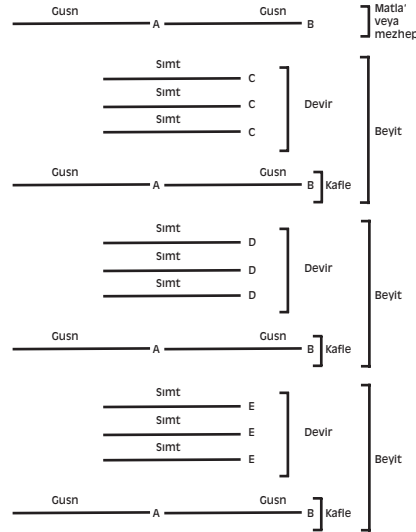 Gusn Gusn
A B
Matla'
veya
mezhep
Sımt
C
Sımt
C
Sımt
C
Devir
Beyit
Gusn Gusn
A B Kafle
Sımt
D
Sımt
D
Sımt
D
Devir
Beyit
Gusn Gusn
A B Kafle
Sımt
E
Sımt
E
Sımt
E
Devir
Beyit
Gusn Gusn
A B Kafle